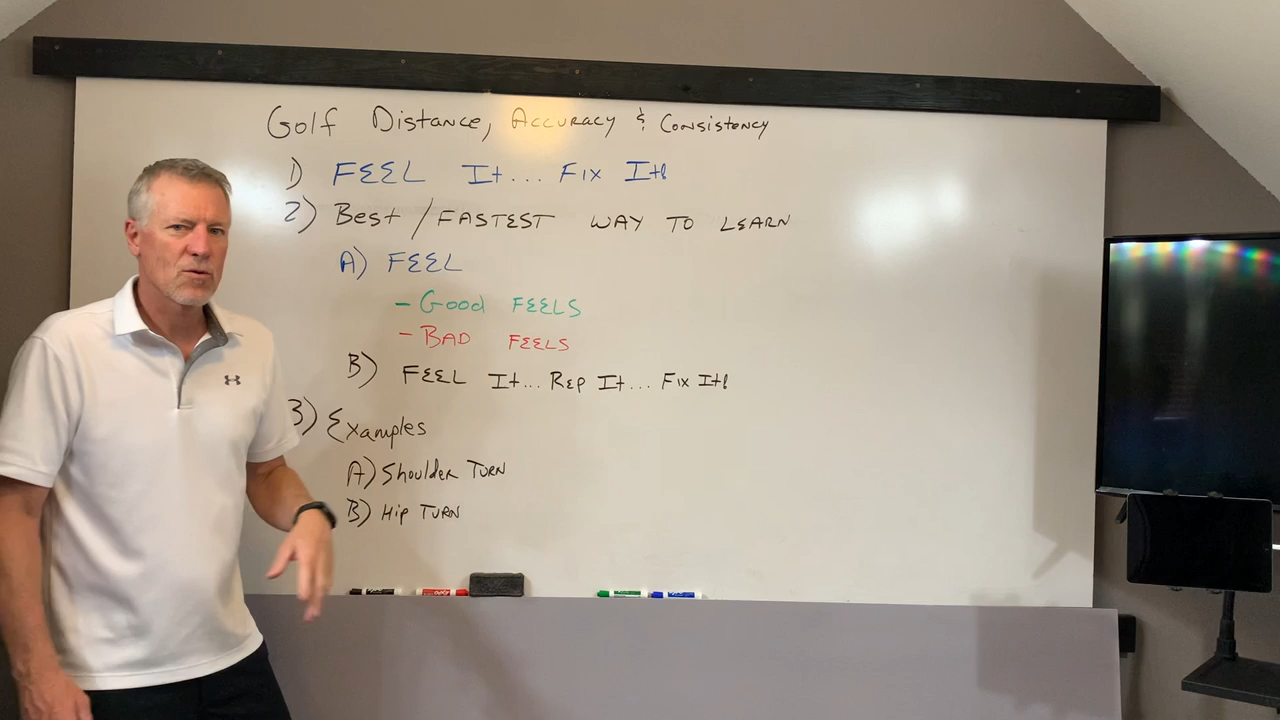 Golf Distance, Accuracy & Consistency
1) FEEL It... Fix It!
2) Best / FASTEST WAY TO LEARN
A) FEEL
- Good FEELS
- BAD FEELS
B) FEEL It... Rep It... Fix It!
3) Examples
A) Shoulder TURN
B) Hip TURN